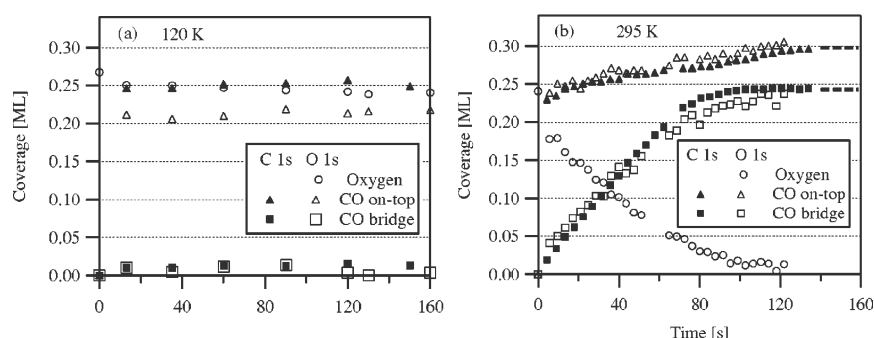 (a) 120 K
0.30
0.25
0.20
0.15
0.10
0.05
0.00
Coverage [ML]
C 1s O 1s
Oxygen
CO on-top
CO bridge
0 40 80 120 160
(b) 295 K
0.30
0.25
0.20
0.15
0.10
0.05
0.00
Coverage [ML]
C 1s O 1s
Oxygen
CO on-top
CO bridge
0 40 80 120 160
Time [s]